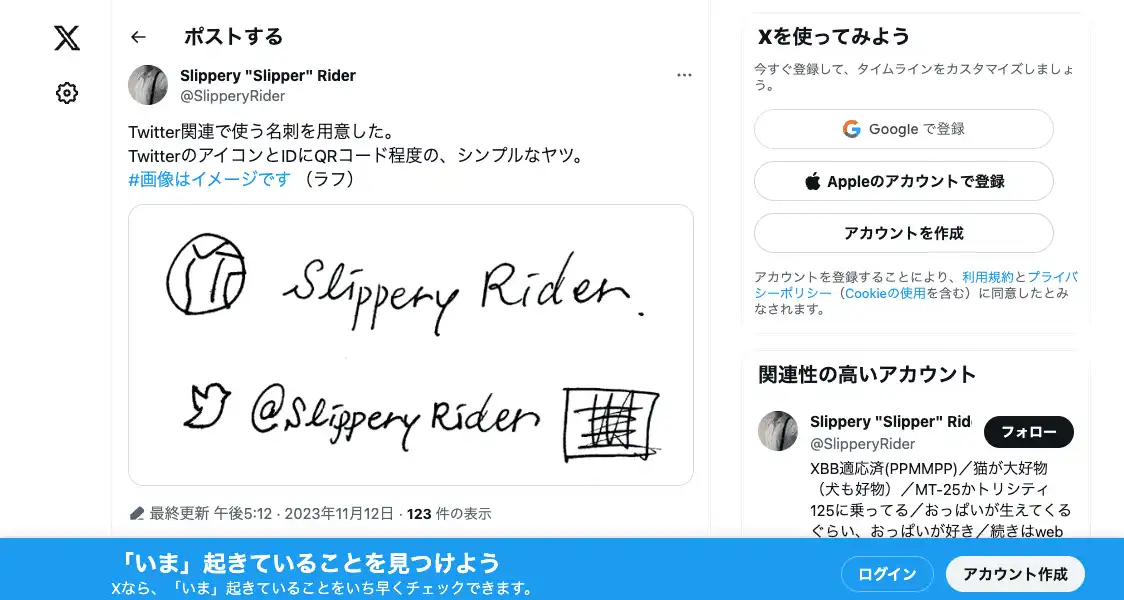 ポストする
Slippery "Slipper" Rider
@SlipperyRider
Twitter関連で使う名刺を用意した。
TwitterのアイコンとIDにQRコード程度の、シンプルなヤツ。
#画像はイメージです （ラフ）
Slippery Rider.
@Slippery Rider
最終更新 午後5:12 · 2023年11月12日 · 123 件の表示
Xを使ってみよう
今すぐ登録して、タイムラインをカスタマイズしましょ
う。
Google で登録
Appleのアカウントで登録
アカウントを作成
アカウントを登録することにより、利用規約とプライバ
シーポリシー（Cookieの使用を含む）に同意したとみ
なされます。
関連性の高いアカウント
Slippery "Slipper" Rid
@SlipperyRider
フォロー
XBB適応済(PPMMPP)／猫が大好物
（犬も好物）／MT-25かトリシティ
125に乗ってる／おっぱいが生えてくる
ぐらい、おっぱいが好き／続きはweb
「いま」起きていることを見つけよう
Xなら、「いま」起きていることをいち早くチェックできます。
ログイン
アカウント作成